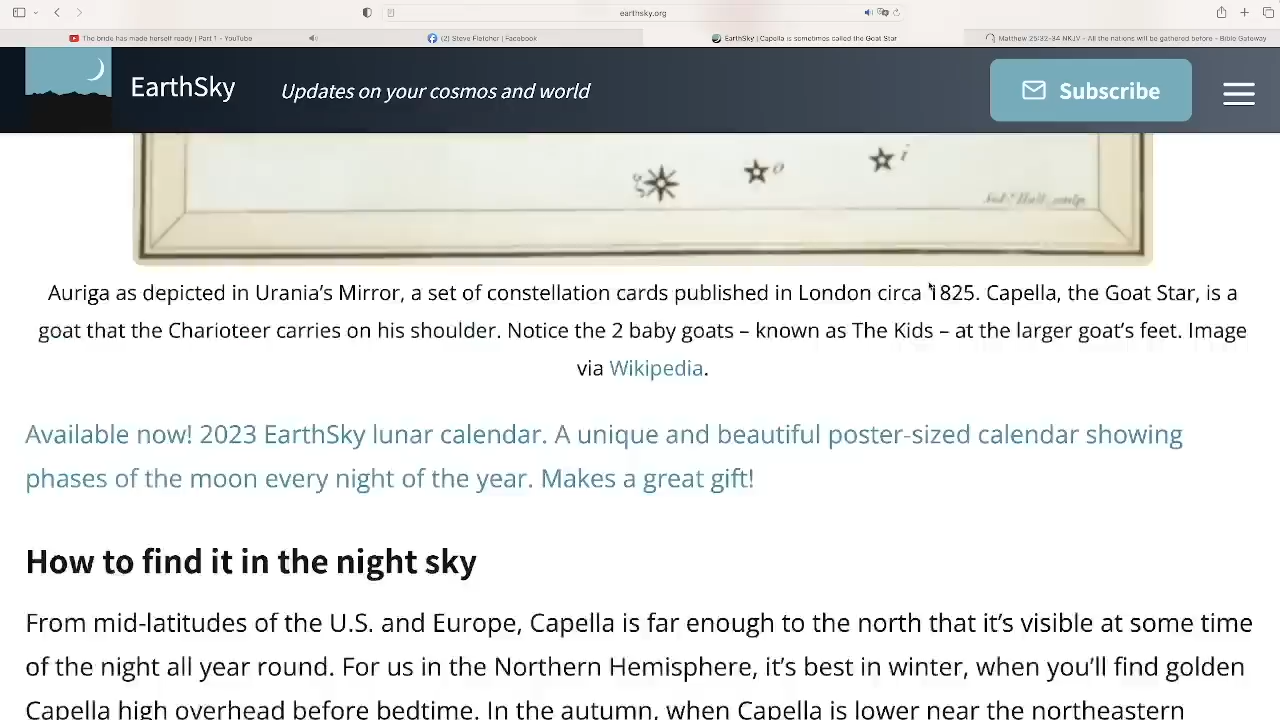 earthsky.org
The bride has made herself ready | Part 1 - YouTube
(2) Steve Fletcher | Facebook
EarthSky | Capella is sometimes called the Goat Star
Matthew 25:32-34 NKJV - All the nations will be gathered before - Bible Gateway
EarthSky
Updates on your cosmos and world
Subscribe
ζ o i
Sid.y Hall, sculp.
Auriga as depicted in Urania’s Mirror, a set of constellation cards published in London circa 1825. Capella, the Goat Star, is a
goat that the Charioteer carries on his shoulder. Notice the 2 baby goats – known as The Kids – at the larger goat’s feet. Image
via Wikipedia.
Available now! 2023 EarthSky lunar calendar. A unique and beautiful poster-sized calendar showing
phases of the moon every night of the year. Makes a great gift!
How to find it in the night sky
From mid-latitudes of the U.S. and Europe, Capella is far enough to the north that it’s visible at some time
of the night all year round. For us in the Northern Hemisphere, it’s best in winter, when you’ll find golden
Capella high overhead before bedtime. In the autumn, when Capella is lower near the northeastern